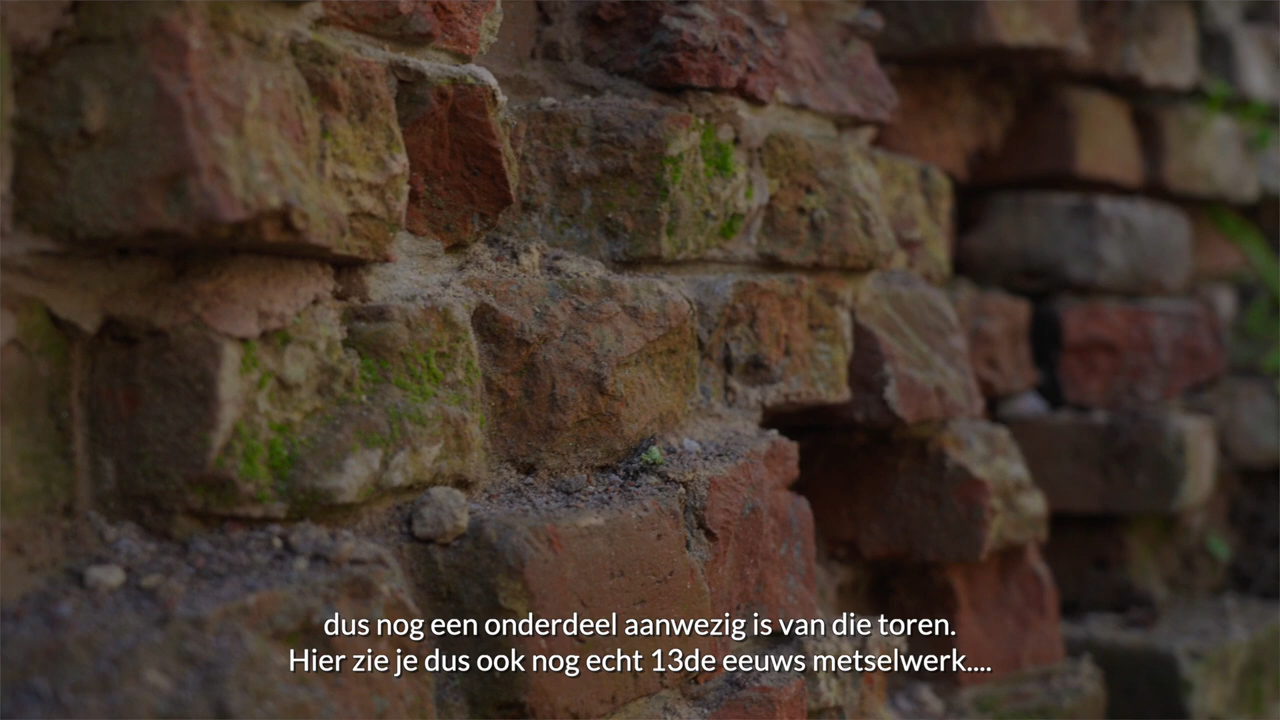 dus nog een onderdeel aanwezig is van die toren.
Hier zie je dus ook nog echt 13de eeuws metselwerk....